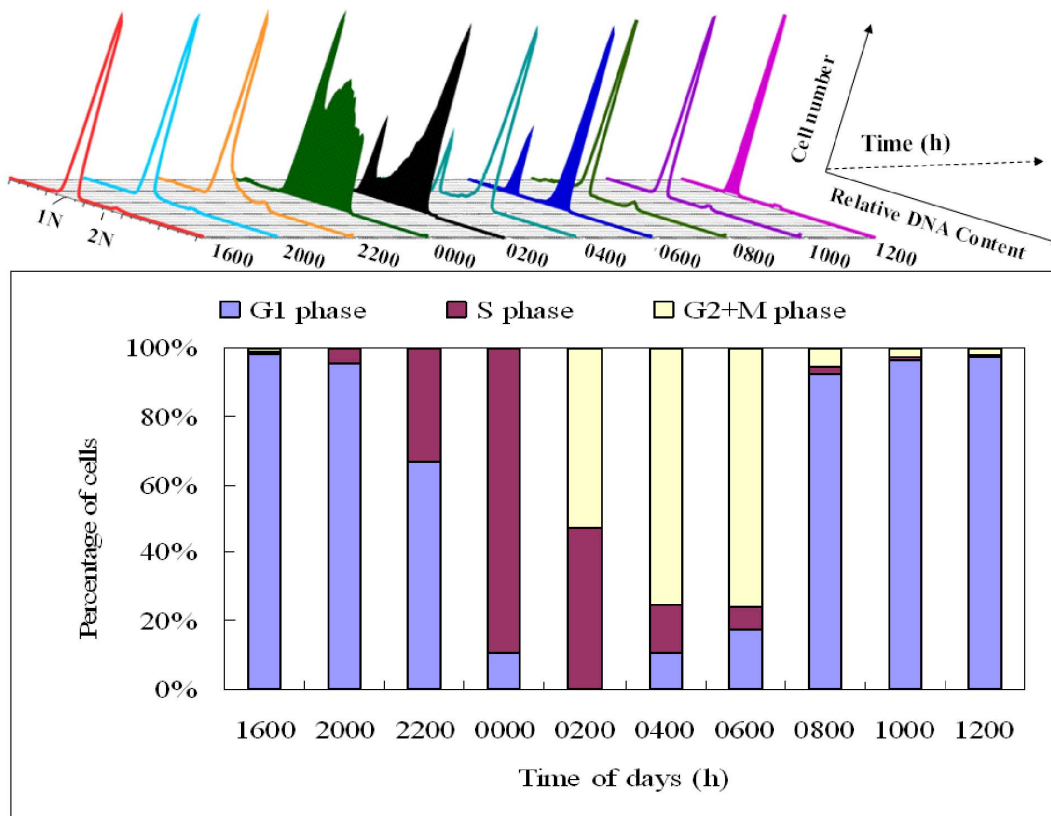 Cell number
Time (h)
Relative DNA Content
1N
2N
1600
2000
2200
0000
0200
0400
0600
0800
1000
1200
G1 phase
S phase
G2+M phase
100%
80%
60%
40%
20%
0%
Percentage of cells
1600 2000 2200 0000 0200 0400 0600 0800 1000 1200
Time of days (h)